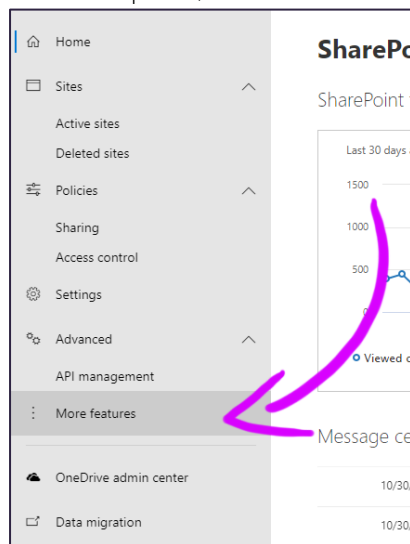 Home
Sites
Active sites
Deleted sites
Policies
Sharing
Access control
Settings
Advanced
API management
More features
OneDrive admin center
Data migration
SharePo
SharePoint
Last 30 days
1500
1000
500
0
Viewed
Message ce
10/30
10/30